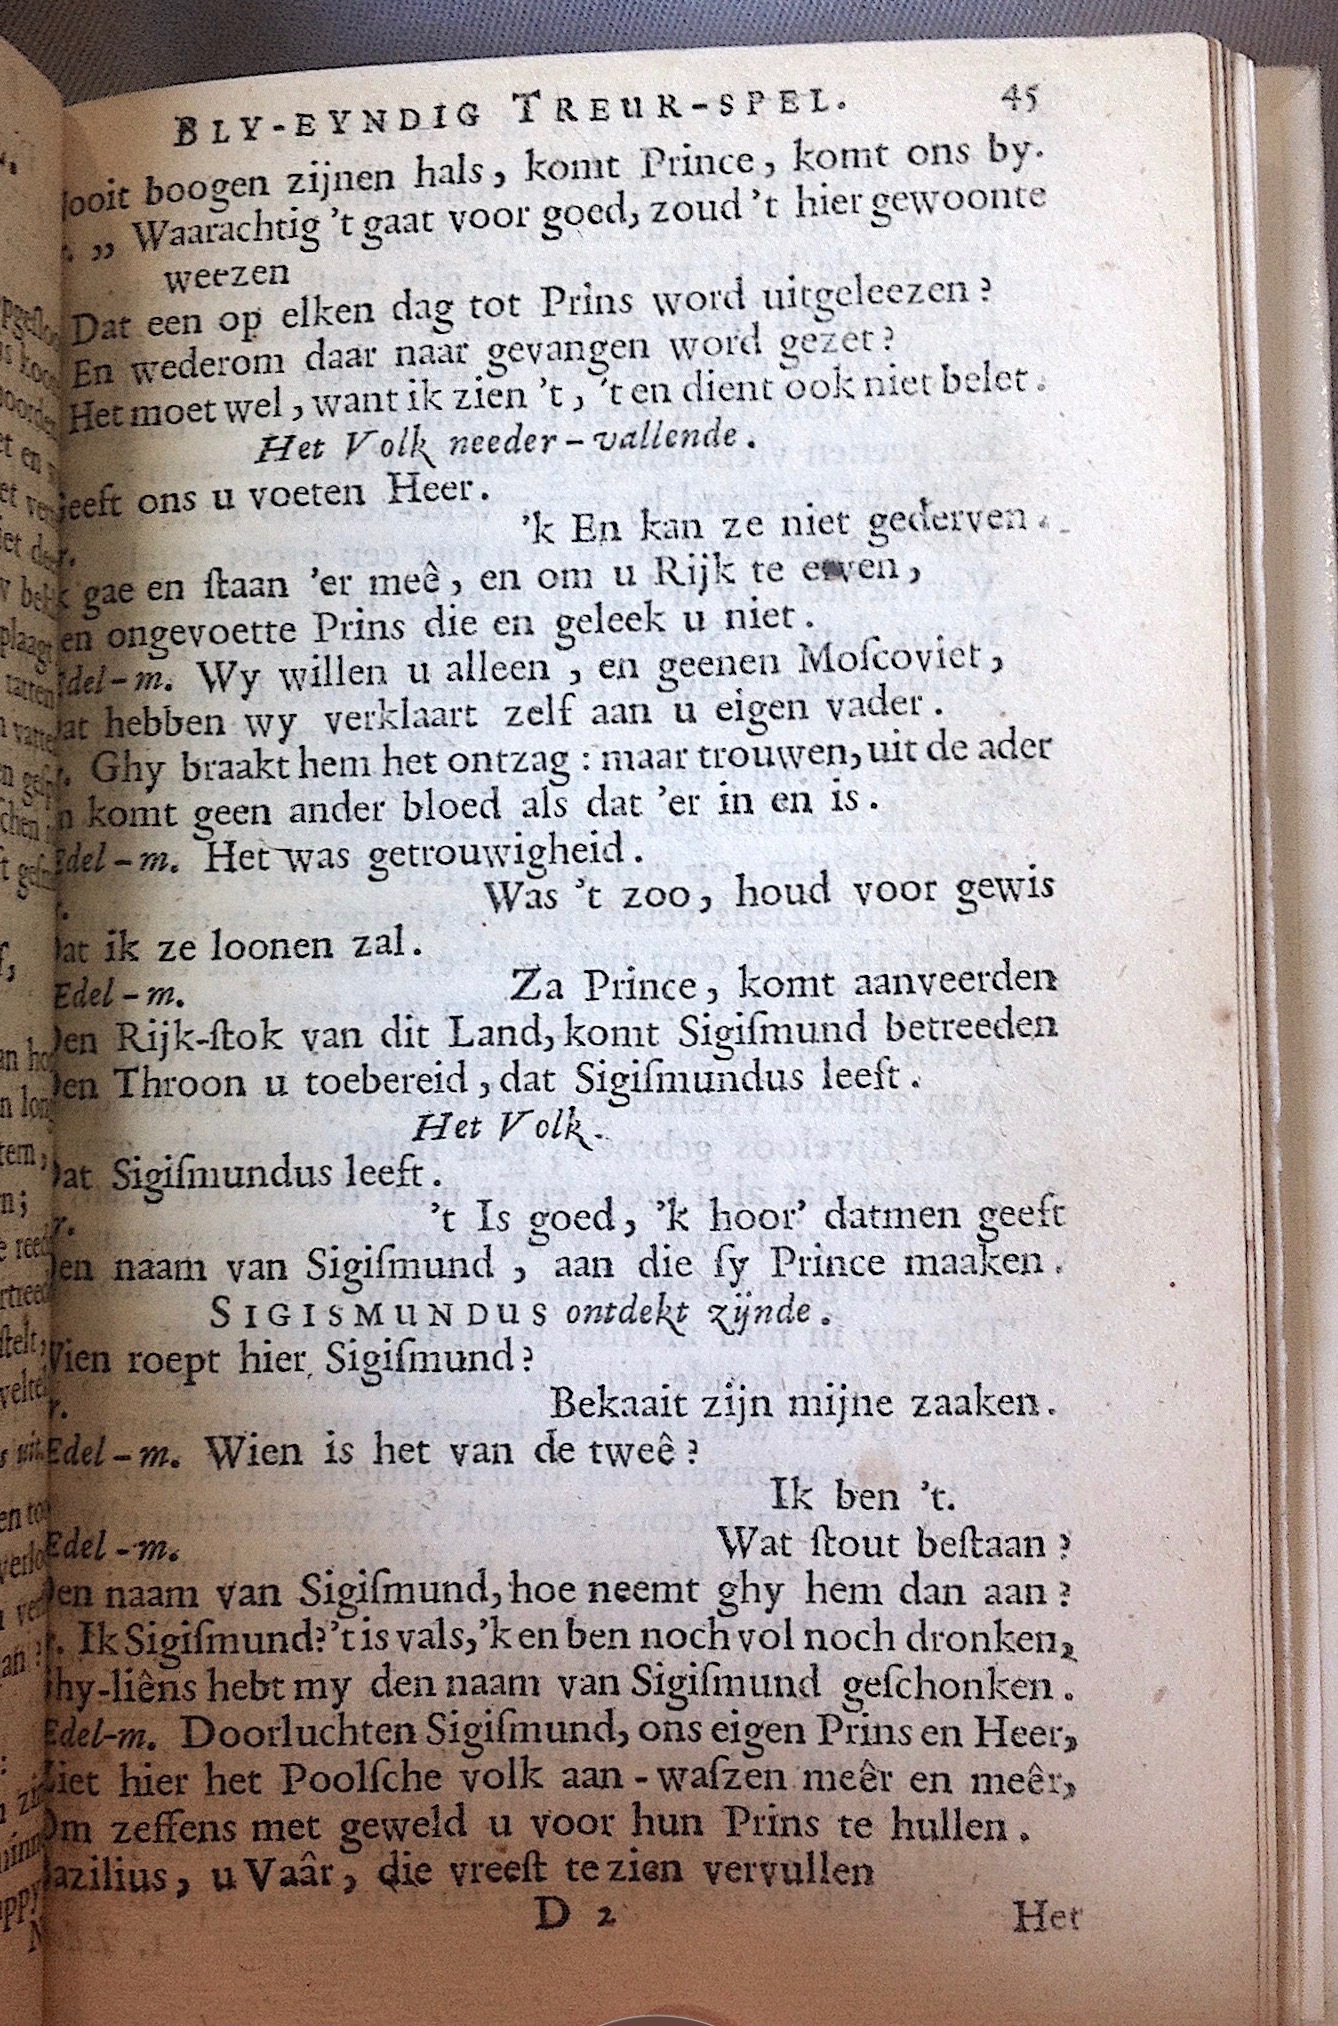 BLY-EYNDIG TREUR-SPEL. 45
boogen zijnen hals, komt Prince, komt ons by.
„ Waarachtig 't gaat voor goed, zoud 't hier gewoonte
weezen
Dat een op elken dag tot Prins word uitgeleezen?
En wederom daar naar gevangen word gezet?
Het moet wel, want ik zien 't, 't en dient ook niet belet.
Het Volk needer-vallende.
ons u voeten Heer.
'k En kan ze niet gederven.
gae en ſtaan 'er meê, en om u Rijk te erven,
ongevoette Prins die en geleek u niet.
Edel-m. Wy willen u alleen, en geenen Moſcoviet,
hebben wy verklaart zelf aan u eigen vader.
Ghy braakt hem het ontzag: maar trouwen, uit de ader
komt geen ander bloed als dat 'er in en is.
Edel-m. Het was getrouwigheid.
Was 't zoo, houd voor gewis
ik ze loonen zal.
Edel-m. Za Prince, komt aanveerden
Den Rijk-ſtok van dit Land, komt Sigiſmund betreeden
Den Throon u toebereid, dat Sigiſmundus leeft.
Het Volk.
Dat Sigiſmundus leeft.
't Is goed, 'k hoor' datmen geeft
Den naam van Sigiſmund, aan die ſy Prince maaken.
SIGISMUNDUS ontdekt zijnde.
Wien roept hier Sigiſmund?
Bekaait zijn mijne zaaken.
Edel-m. Wien is het van de tweê?
Ik ben 't.
Edel-m. Wat ſtout beſtaan?
Den naam van Sigiſmund, hoe neemt ghy hem dan aan?
Ik Sigiſmund? 't is vals, 'k en ben noch vol noch dronken,
Ghy-liêns hebt my den naam van Sigiſmund geſchonken.
Edel-m. Doorluchten Sigiſmund, ons eigen Prins en Heer,
Ziet hier het Poolſche volk aan-waſzen meêr en meêr,
Om zeffens met geweld u voor hun Prins te hullen.
Bazilius, u Vaâr, die vreeſt te zien vervullen
D 2 Het